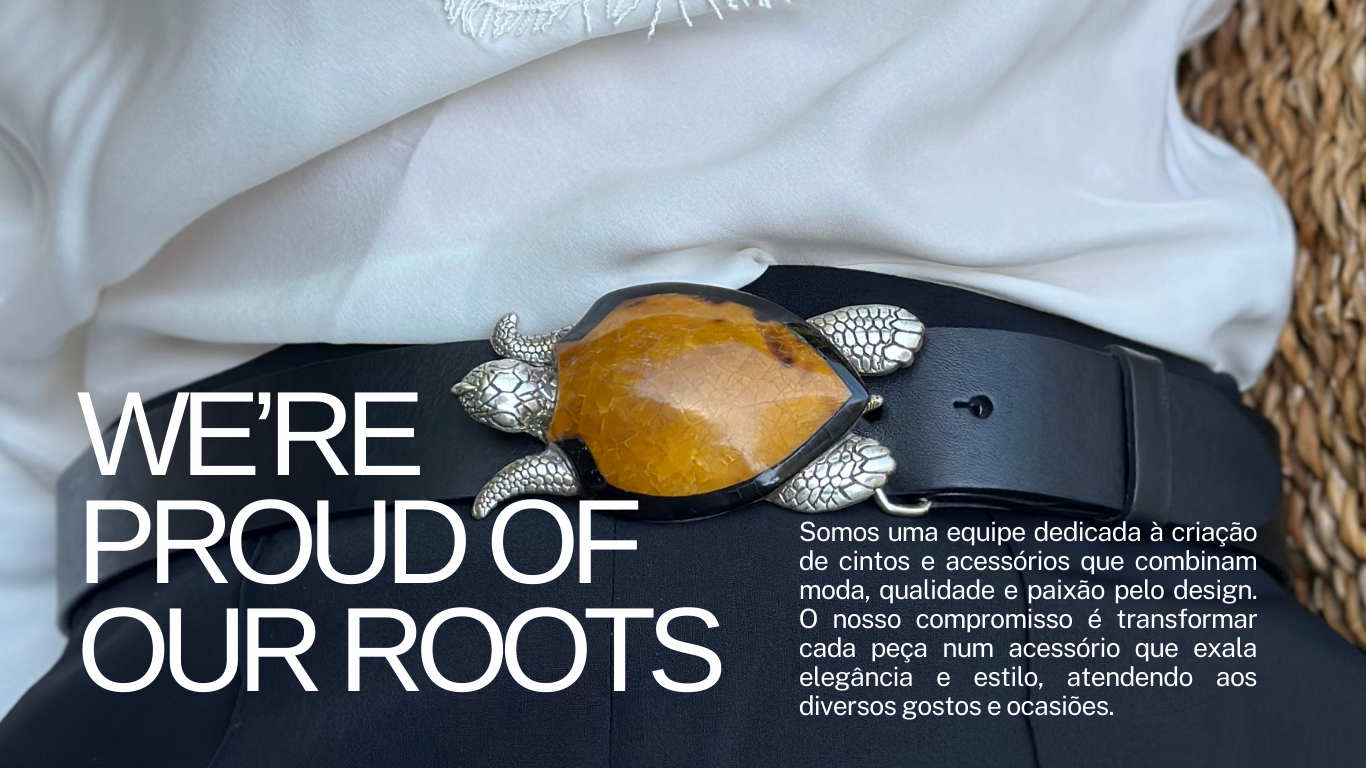 WE'RE
PROUD OF
OUR ROOTS
Somos uma equipe dedicada à criação
de cintos e acessórios que combinam
moda, qualidade e paixão pelo design.
O nosso compromisso é transformar
cada peça num acessório que exala
elegância e estilo, atendendo aos
diversos gostos e ocasiões.